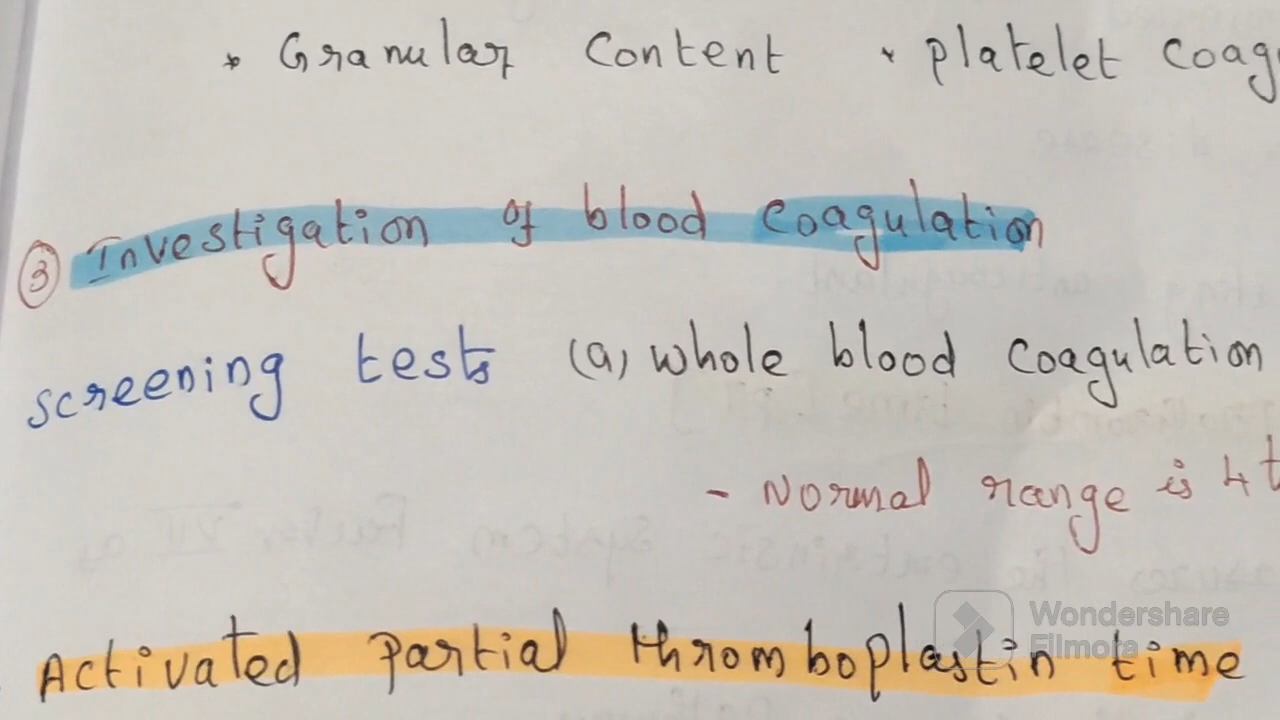 * Granular Content * Platelet coag
③ Investigation of blood coagulation
screening tests (a) whole blood coagulation
- Normal range is 4 t
Activated partial thromboplastin time
Wondershare
Filmora